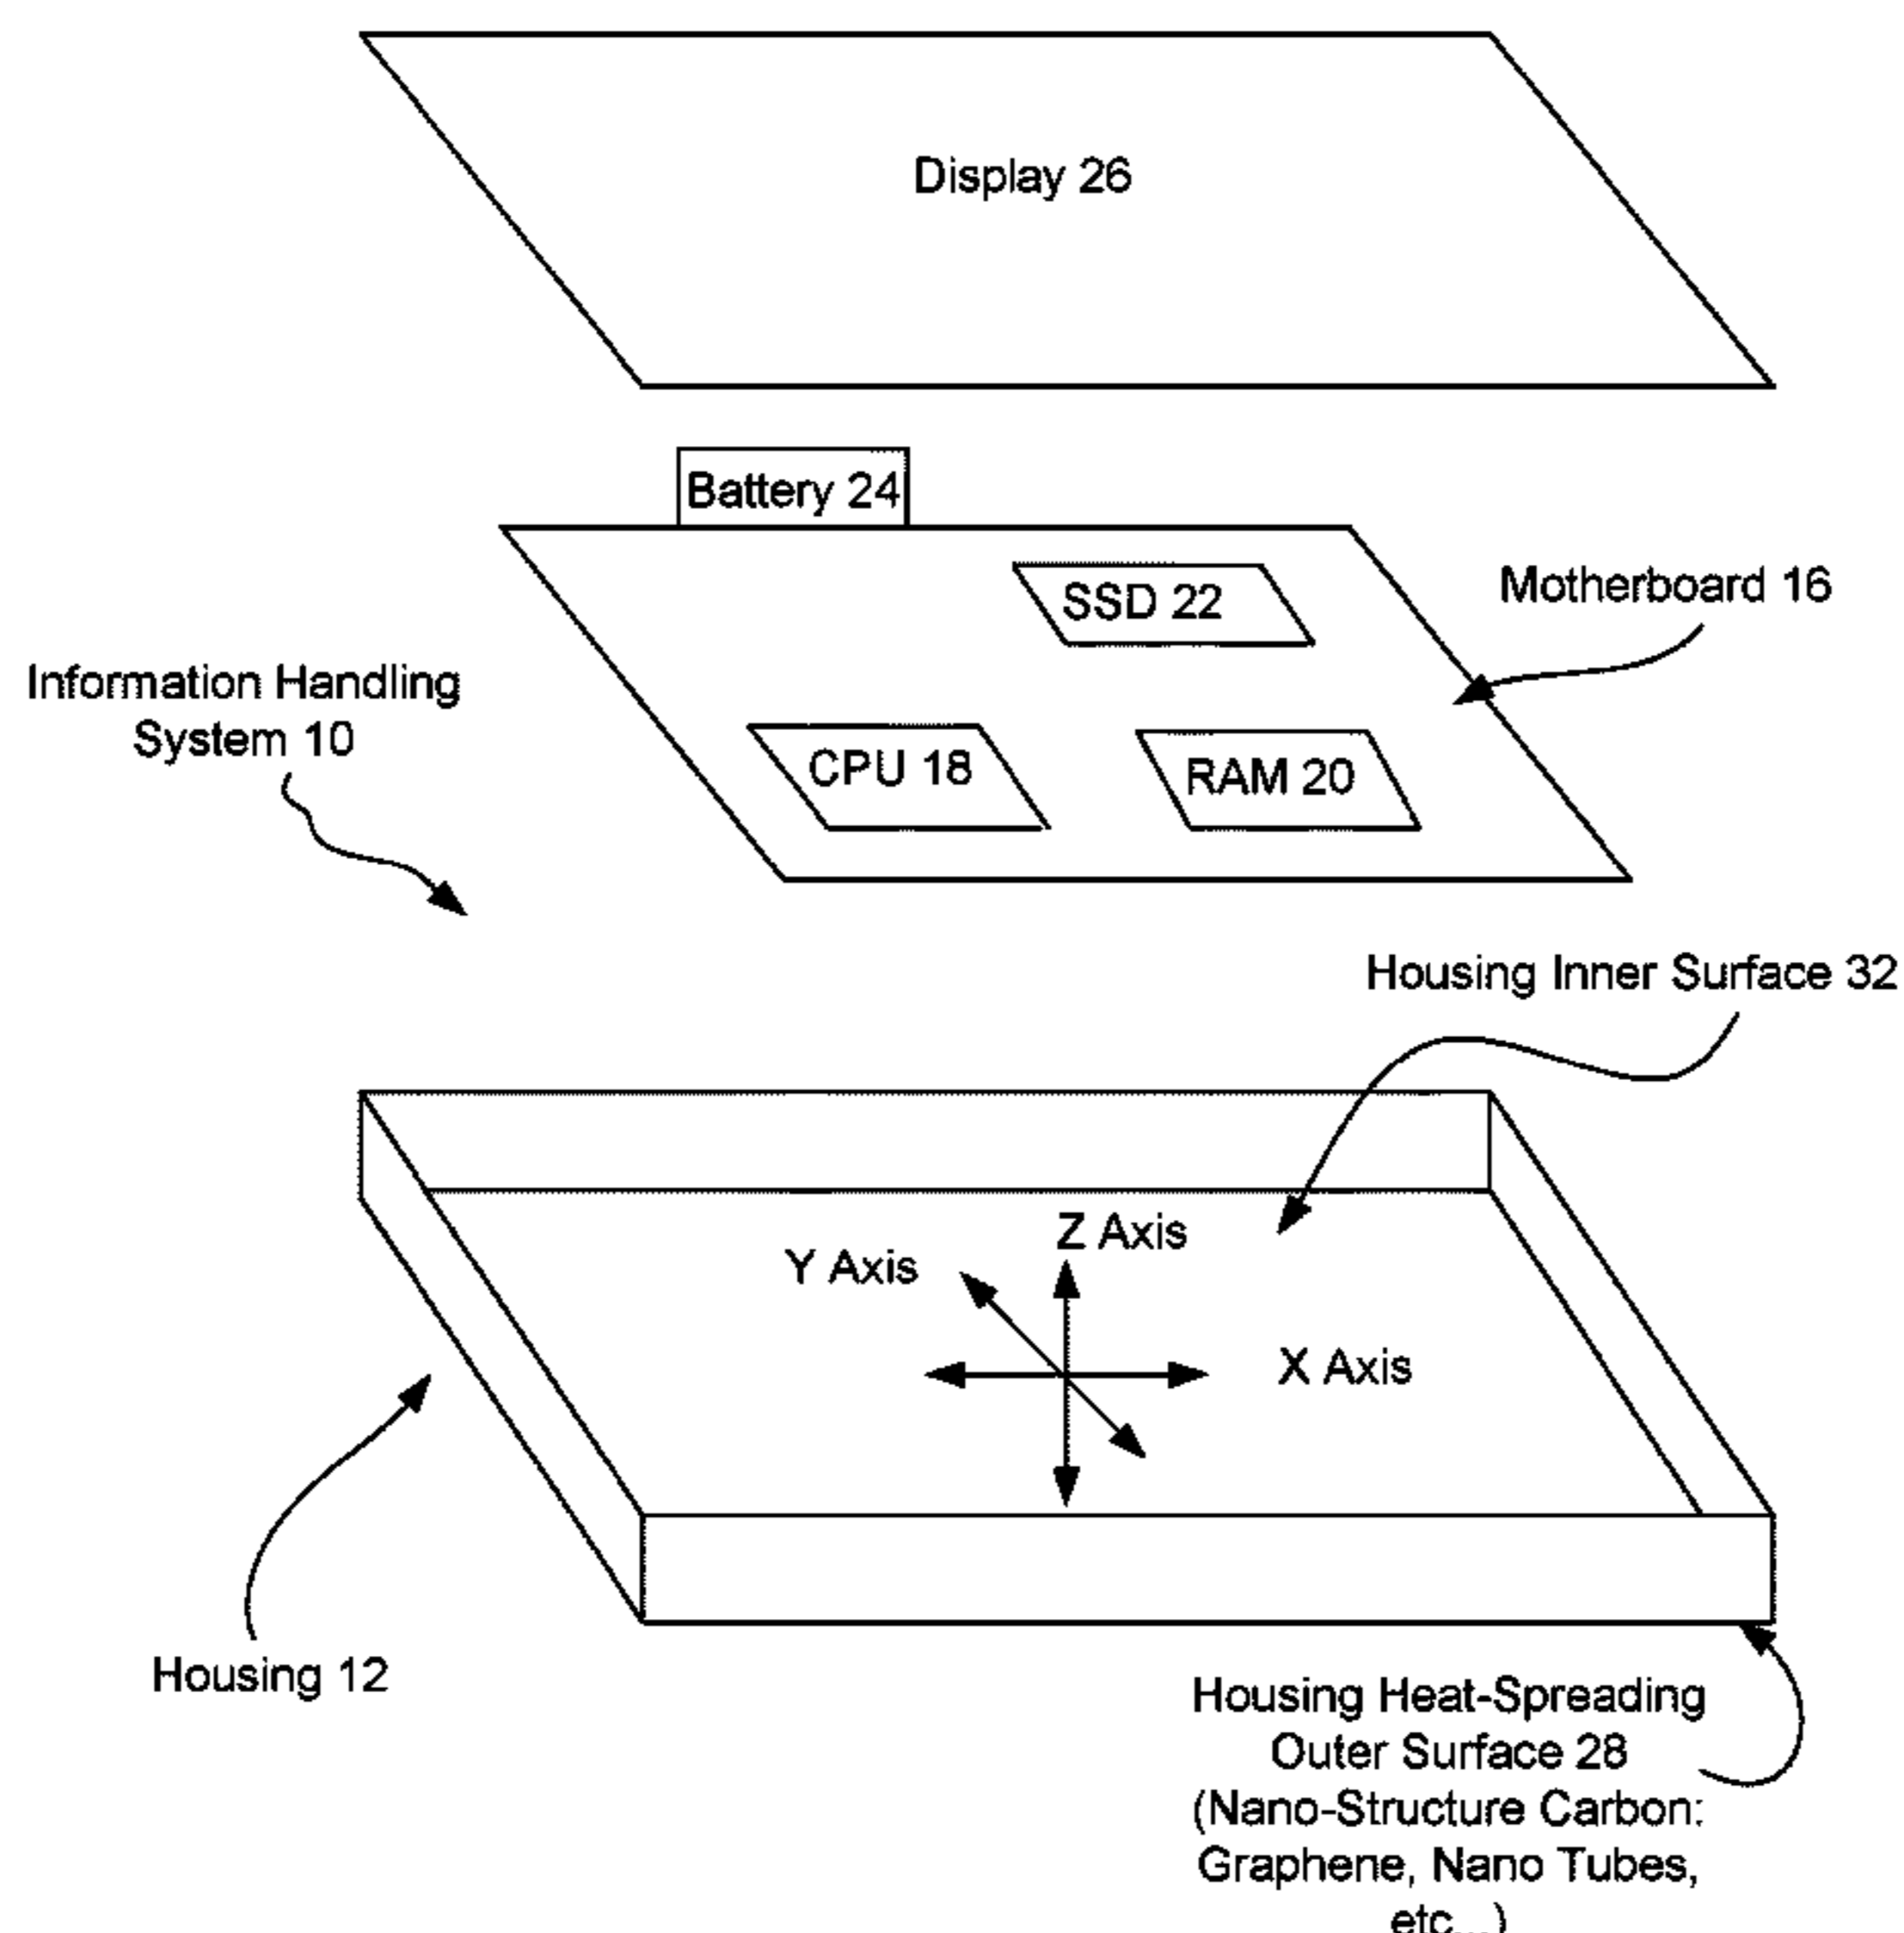 Display 26
Battery 24
SSD 22
Motherboard 16
Information Handling
System 10
CPU 18
RAM 20
Housing Inner Surface 32
Z Axis
Y Axis
X Axis
Housing 12
Housing Heat-Spreading
Outer Surface 28
(Nano-Structure Carbon:
Graphene, Nano Tubes,
etc...)